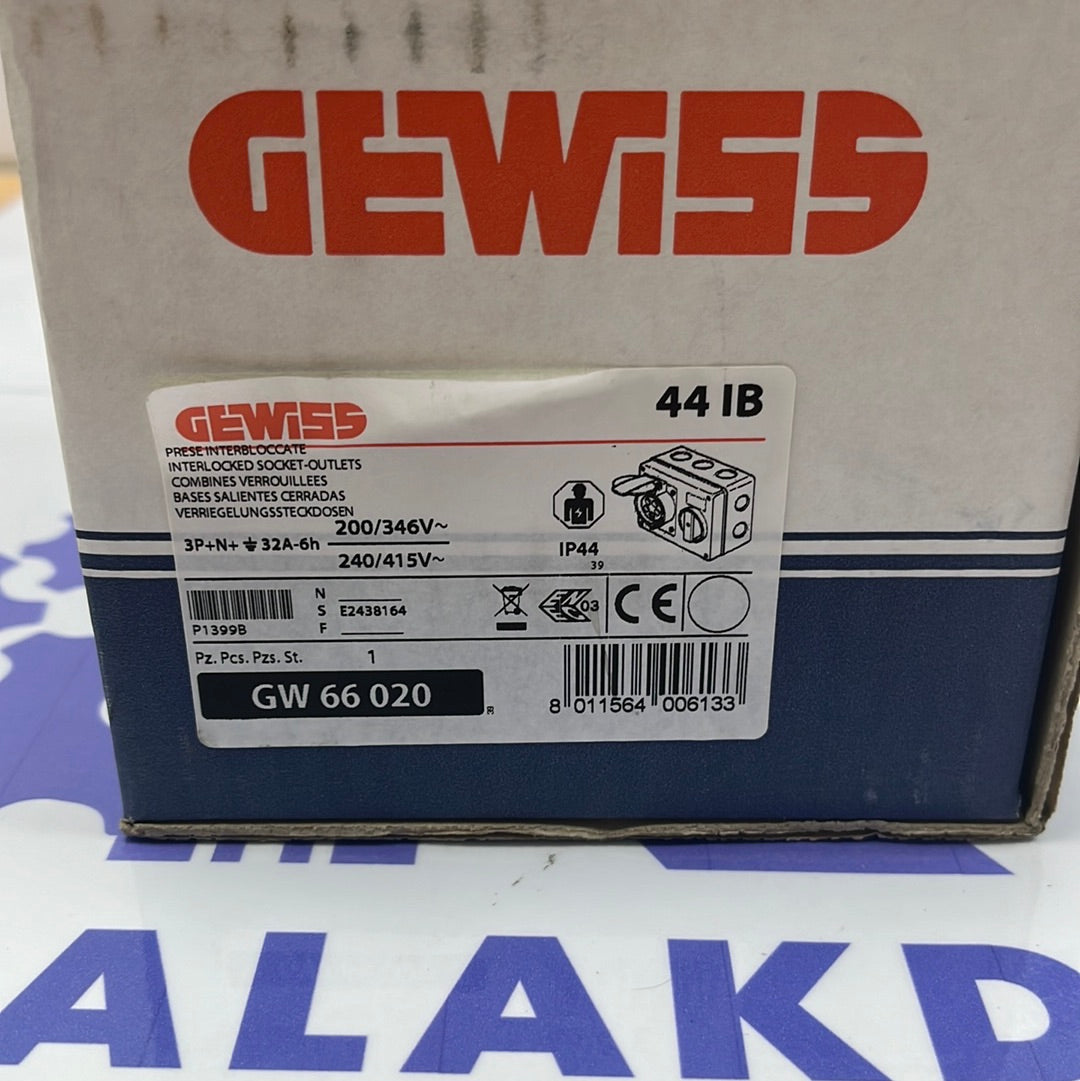 GEWISS
44 IB
GEWISS
PRESE INTERBLOCCATE
INTERLOCKED SOCKET-OUTLETS
COMBINES VERROUILLEES
BASES SALIENTES CERRADAS
VERRIEGELUNGSSTECKDOSEN
3P+N+⏚ 32A-6h 200/346V~
240/415V~
IP44
39
N
S E2438164
F
P1399B
03
CE
Pz. Pcs. Pzs. St. 1
GW 66 020
8 011564 006133
ALAKD